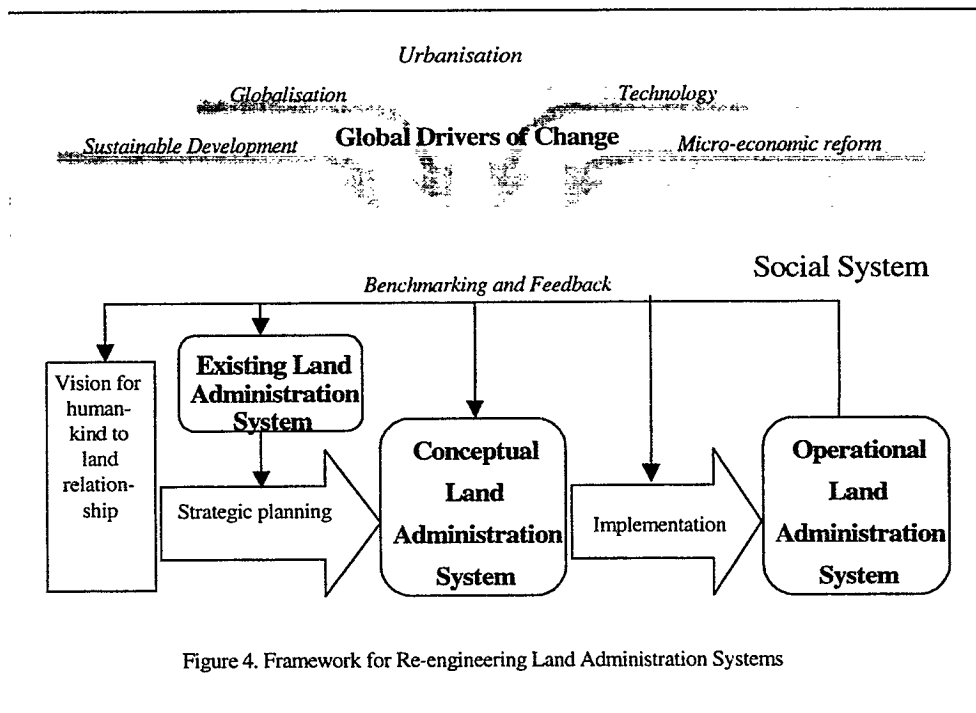 Urbanisation
Globalisation
Technology
Sustainable Development
Global Drivers of Change
Micro-economic reform
Social System
Benchmarking and Feedback
Vision for
human-
kind to
land
relation-
ship
Existing Land
Administration
System
Strategic planning
Conceptual
Land
Administration
System
Implementation
Operational
Land
Administration
System
Figure 4. Framework for Re-engineering Land Administration Systems